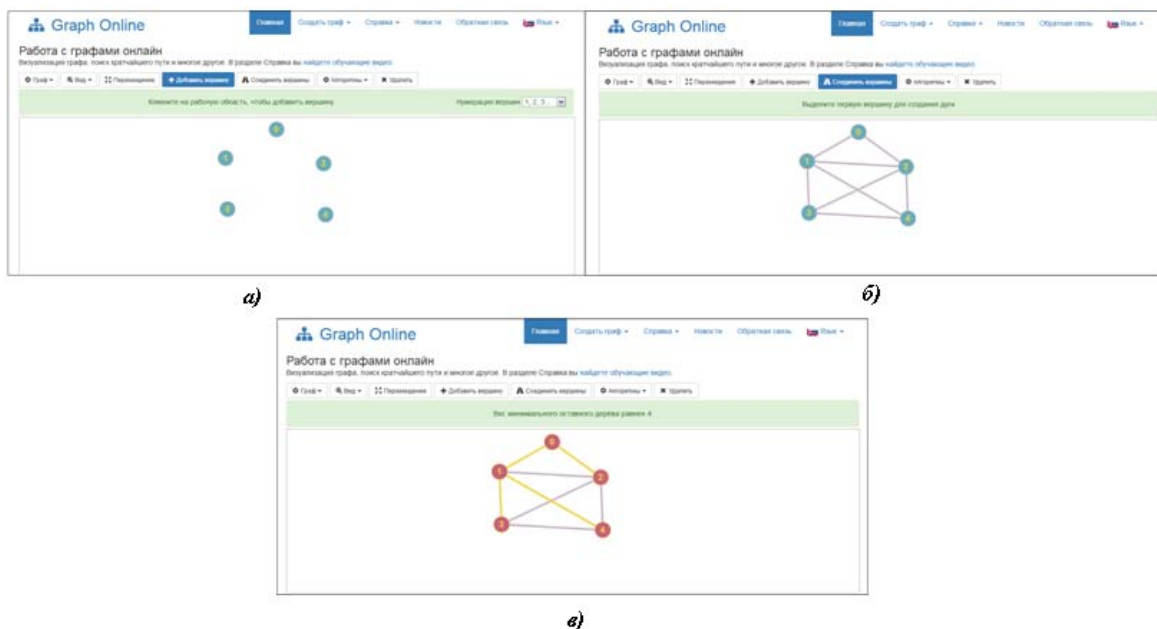 Graph Online
Главная Создать граф Справка Новости Обратная связь Язык
Работа с графами онлайн
Визуализация графа, поиск кратчайшего пути и многое другое. В разделе Справка вы найдете обучающие видео.
Граф Вид Перемещение Добавить вершину Соединить вершины Алгоритмы Удалить
Кликните на рабочую область, чтобы добавить вершину Нумерация вершин 1, 2, 3...
0
1
3
4
а)
Graph Online
Главная Создать граф Справка Новости Обратная связь Язык
Работа с графами онлайн
Визуализация графа, поиск кратчайшего пути и многое другое. В разделе Справка вы найдете обучающие видео.
Граф Вид Перемещение Добавить вершину Соединить вершины Алгоритмы Удалить
Выделите первую вершину для создания дуги
0
1 2
3 4
б)
Graph Online
Главная Создать граф Справка Новости Обратная связь Язык
Работа с графами онлайн
Визуализация графа, поиск кратчайшего пути и многое другое. В разделе Справка вы найдете обучающие видео.
Граф Вид Перемещение Добавить вершину Соединить вершины Алгоритмы Удалить
Вес минимального остовного дерева равен 4
0
1 2
3 4
в)